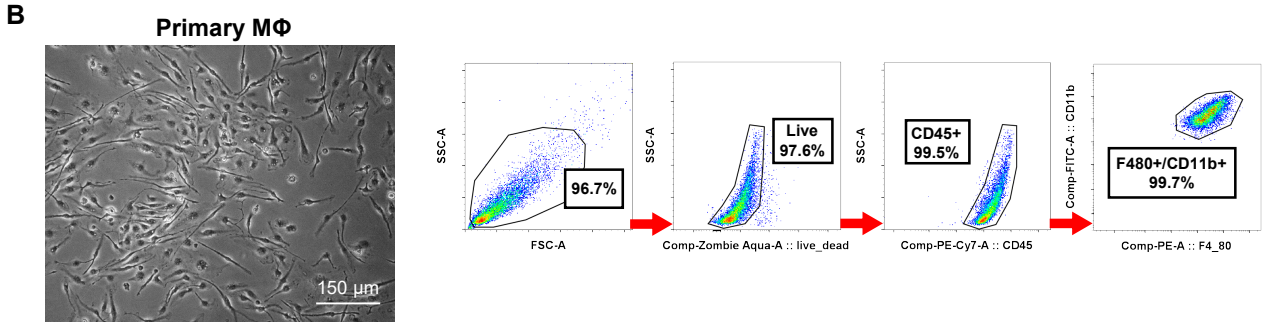 B
Primary MΦ
150 µm
SSC-A
96.7%
FSC-A
SSC-A
Live
97.6%
Comp-Zombie Aqua-A :: live_dead
SSC-A
CD45+
99.5%
Comp-PE-Cy7-A :: CD45
Comp-FITC-A :: CD11b
F480+/CD11b+
99.7%
Comp-PE-A :: F4_80